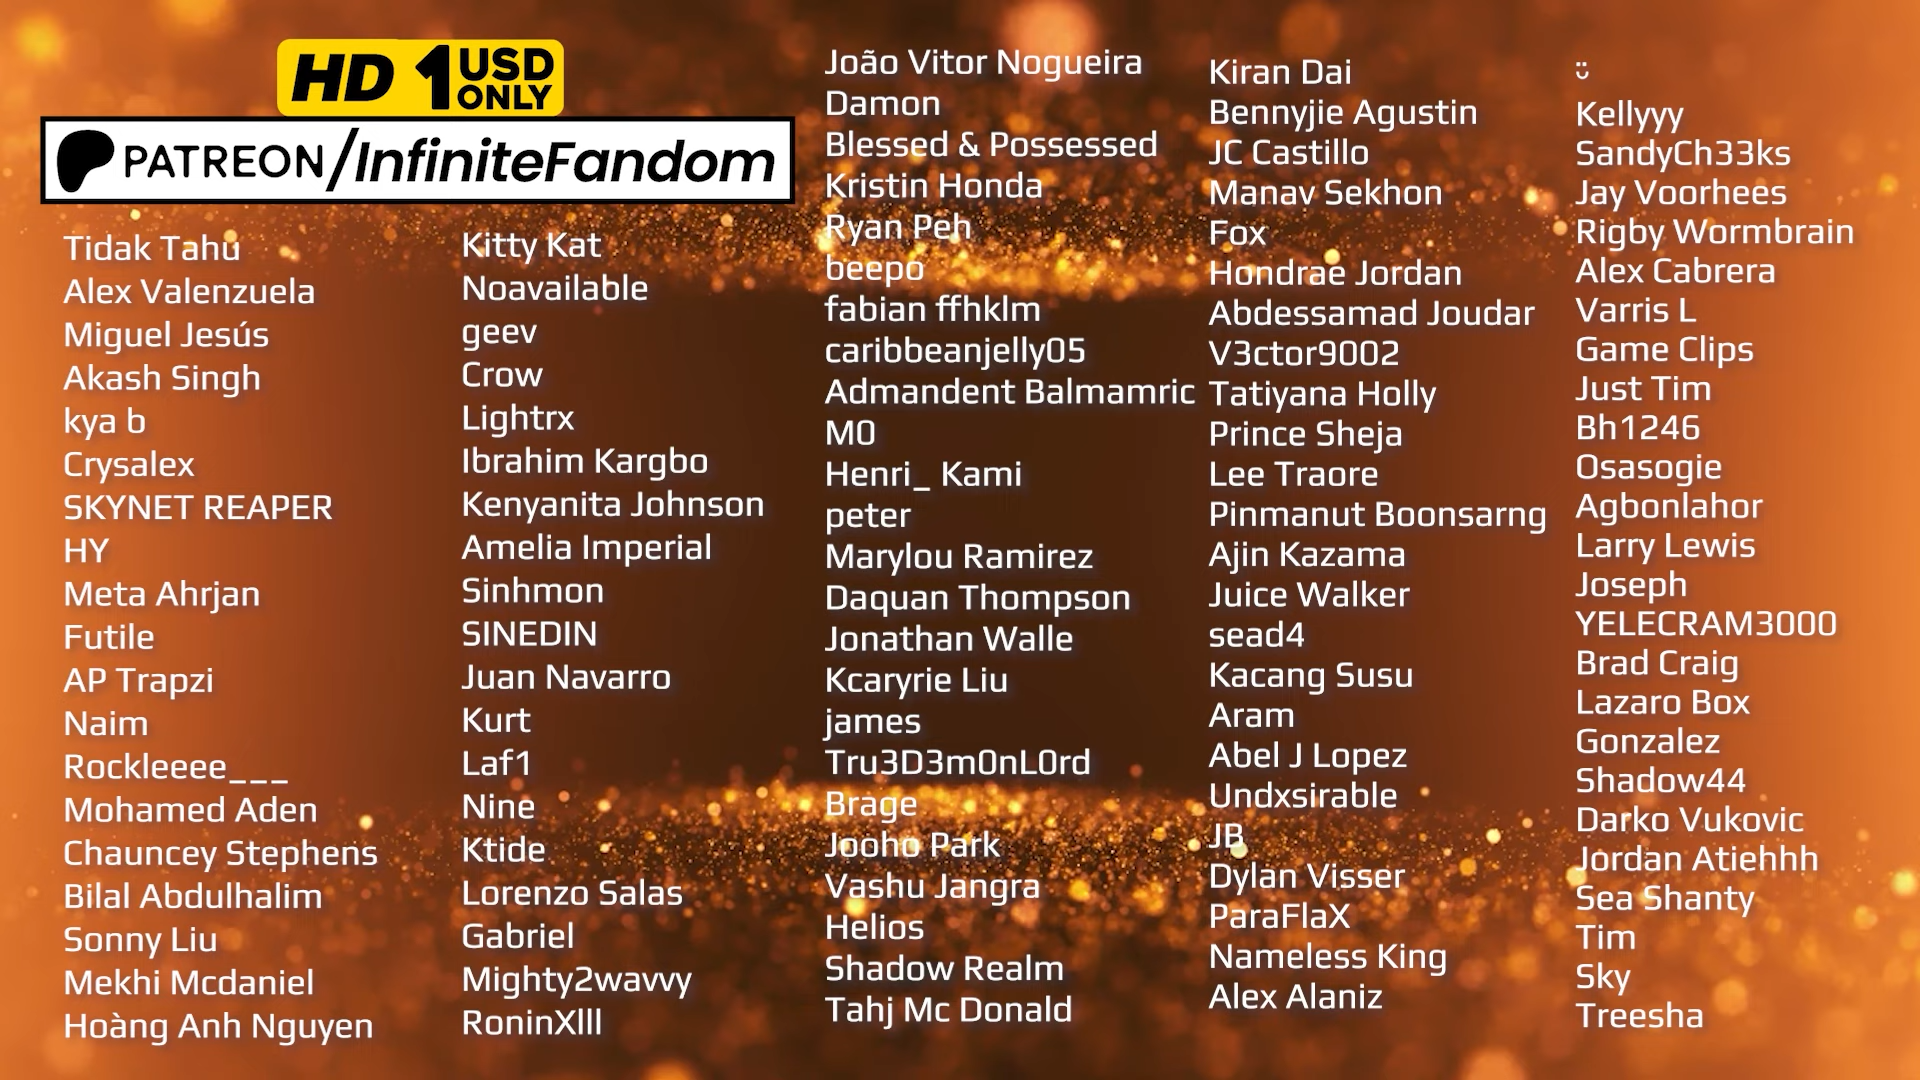 HD 1 USD ONLY
PATREON/InfiniteFandom
Tidak Tahu
Alex Valenzuela
Miguel Jesús
Akash Singh
kya b
Crysalex
SKYNET REAPER
HY
Meta Ahrjan
Futile
AP Trapzi
Naim
Rockleeee___
Mohamed Aden
Chauncey Stephens
Bilal Abdulhalim
Sonny Liu
Mekhi Mcdaniel
Hoàng Anh Nguyen
Kitty Kat
Noavailable
geev
Crow
Lightrx
Ibrahim Kargbo
Kenyanita Johnson
Amelia Imperial
Sinhmon
SINEDIN
Juan Navarro
Kurt
Laf1
Nine
Ktide
Lorenzo Salas
Gabriel
Mighty2wavvy
RoninXlll
João Vitor Nogueira
Damon
Blessed & Possessed
Kristin Honda
Ryan Peh
beepo
fabian ffhklm
caribbeanjelly05
Admandent Balmamric
M0
Henri_ Kami
peter
Marylou Ramirez
Daquan Thompson
Jonathan Walle
Kcaryrie Liu
james
Tru3D3m0nL0rd
Brage
Jooho Park
Vashu Jangra
Helios
Shadow Realm
Tahj Mc Donald
Kiran Dai
Bennyjie Agustin
JC Castillo
Manav Sekhon
Fox
Hondrae Jordan
Abdessamad Joudar
V3ctor9002
Tatiyana Holly
Prince Sheja
Lee Traore
Pinmanut Boonsarng
Ajin Kazama
Juice Walker
sead4
Kacang Susu
Aram
Abel J Lopez
Undxsirable
JB
Dylan Visser
ParaFlaX
Nameless King
Alex Alaniz
Kellyyy
SandyCh33ks
Jay Voorhees
Rigby Wormbrain
Alex Cabrera
Varris L
Game Clips
Just Tim
Bh1246
Osasogie
Agbonlahor
Larry Lewis
Joseph
YELECRAM3000
Brad Craig
Lazaro Box
Gonzalez
Shadow44
Darko Vukovic
Jordan Atiehhh
Sea Shanty
Tim
Sky
Treesha